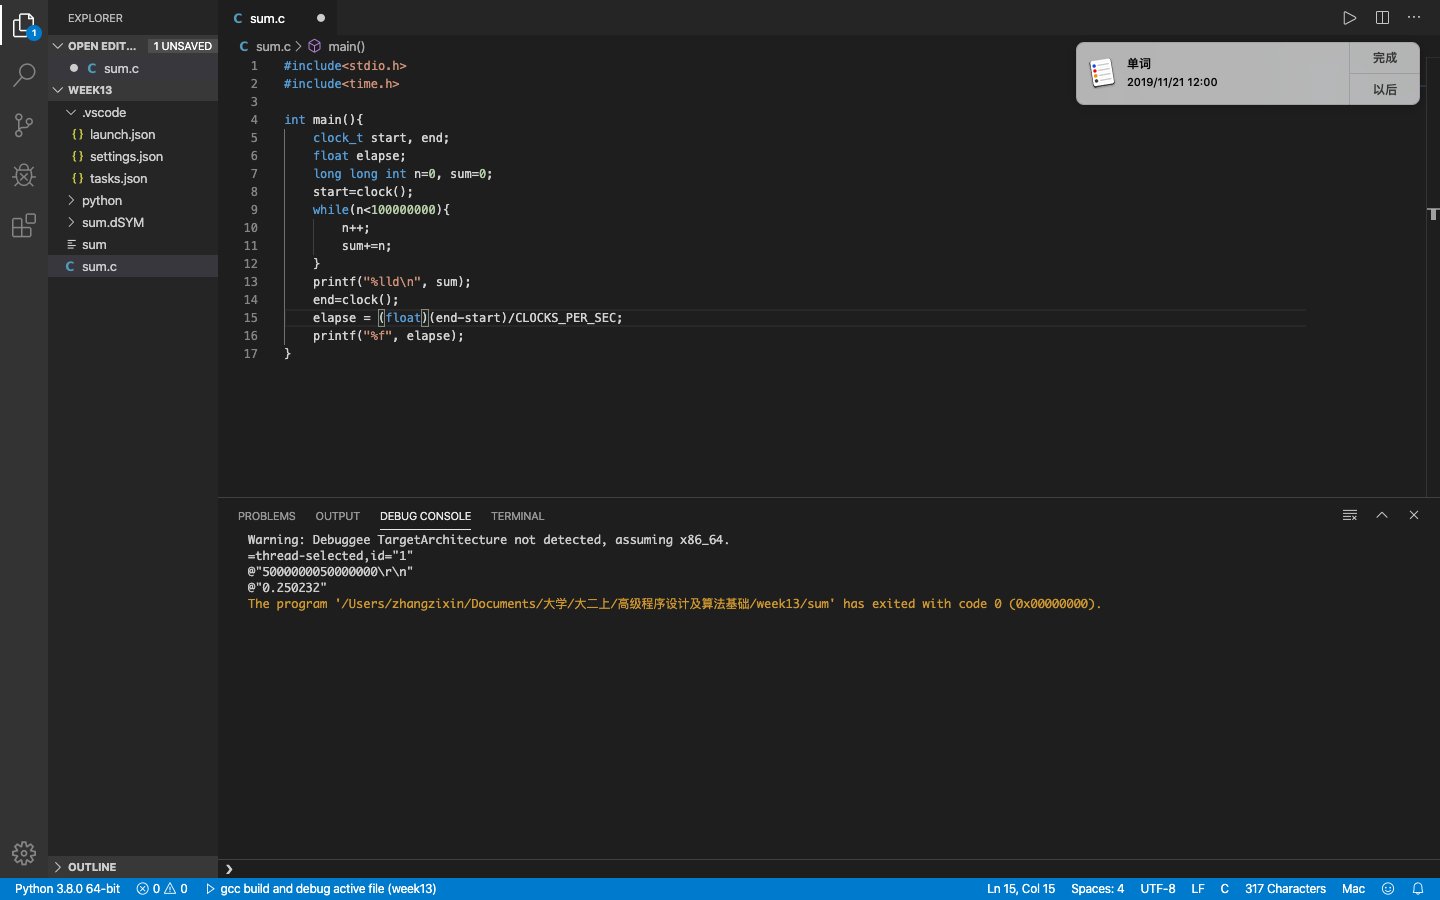 EXPLORER
OPEN EDIT... 1 UNSAVED
C sum.c
WEEK13
.vscode
{} launch.json
{} settings.json
{} tasks.json
python
sum.dSYM
sum
C sum.c
OUTLINE
1
C sum.c
C sum.c > main()
1 #include<stdio.h>
2 #include<time.h>
3
4 int main(){
5 clock_t start, end;
6 float elapse;
7 long long int n=0, sum=0;
8 start=clock();
9 while(n<100000000){
10 n++;
11 sum+=n;
12 }
13 printf("%lld\n", sum);
14 end=clock();
15 elapse = (float)(end-start)/CLOCKS_PER_SEC;
16 printf("%f", elapse);
17 }
单词
2019/11/21 12:00
完成
以后
PROBLEMS OUTPUT DEBUG CONSOLE TERMINAL
Warning: Debuggee TargetArchitecture not detected, assuming x86_64.
=thread-selected,id="1"
@"5000000050000000\r\n"
@"0.250232"
The program '/Users/zhangzixin/Documents/大学/大二上/高级程序设计及算法基础/week13/sum' has exited with code 0 (0x00000000).
Python 3.8.0 64-bit 0 0 gcc build and debug active file (week13) Ln 15, Col 15 Spaces: 4 UTF-8 LF C 317 Characters Mac